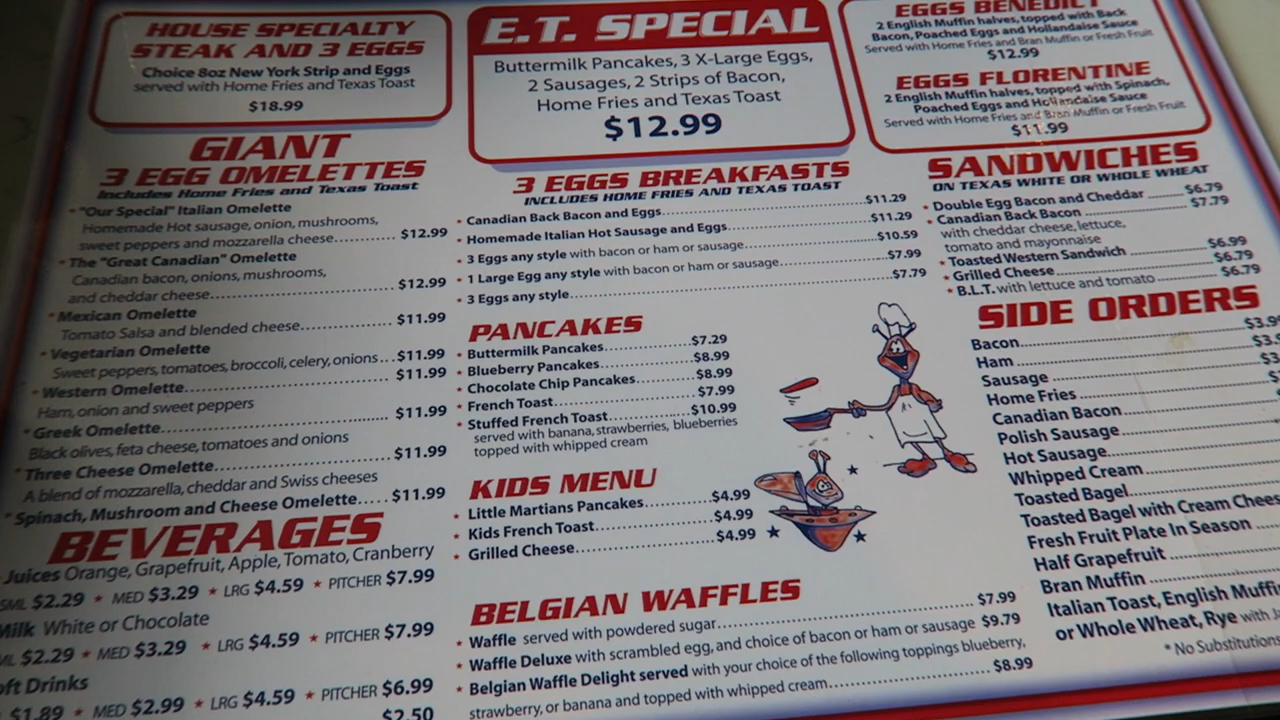 HOUSE SPECIALTY
STEAK AND 3 EGGS
Choice 8oz New York Strip and Eggs
served with Home Fries and Texas Toast
$18.99
E.T. SPECIAL
Buttermilk Pancakes, 3 X-Large Eggs,
2 Sausages, 2 Strips of Bacon,
Home Fries and Texas Toast
$12.99
EGGS BENEDICT
2 English Muffin halves, topped with Back
Bacon, Poached Eggs and Hollandaise Sauce
Served with Home Fries and Bran Muffin or Fresh Fruit
$12.99
EGGS FLORENTINE
2 English Muffin halves, topped with Spinach,
Poached Eggs and Hollandaise Sauce
Served with Home Fries and Bran Muffin or Fresh Fruit
$11.99
GIANT
3 EGG OMELETTES
Includes Home Fries and Texas Toast
* "Our Special" Italian Omelette
Homemade Hot sausage, onion, mushrooms,
sweet peppers and mozzarella cheese.......... $12.99
* The "Great Canadian" Omelette
Canadian bacon, onions, mushrooms,
and cheddar cheese.......... $12.99
* Mexican Omelette
Tomato Salsa and blended cheese.......... $11.99
* Vegetarian Omelette
Sweet peppers, tomatoes, broccoli, celery, onions...$11.99
* Western Omelette.......... $11.99
Ham, onion and sweet peppers
* Greek Omelette.......... $11.99
Black olives, feta cheese, tomatoes and onions
* Three Cheese Omelette.......... $11.99
A blend of mozzarella, cheddar and Swiss cheeses
* Spinach, Mushroom and Cheese Omelette..... $11.99
BEVERAGES
Juices Orange, Grapefruit, Apple, Tomato, Cranberry
SML $2.29 * MED $3.29 * LRG $4.59 * PITCHER $7.99
Milk White or Chocolate
ML $2.29 * MED $3.29 * LRG $4.59 * PITCHER $7.99
oft Drinks
$1.89 * MED $2.99 * LRG $4.59 * PITCHER $6.99
$2.50
3 EGGS BREAKFASTS
INCLUDES HOME FRIES AND TEXAS TOAST
* Canadian Back Bacon and Eggs.......... $11.29
* Homemade Italian Hot Sausage and Eggs.......... $11.29
* 3 Eggs any style with bacon or ham or sausage.......... $10.59
* 1 Large Egg any style with bacon or ham or sausage.......... $7.99
* 3 Eggs any style.......... $7.79
PANCAKES
* Buttermilk Pancakes.......... $7.29
* Blueberry Pancakes.......... $8.99
* Chocolate Chip Pancakes.......... $8.99
* French Toast.......... $7.99
* Stuffed French Toast.......... $10.99
served with banana, strawberries, blueberries
topped with whipped cream
KIDS MENU
* Little Martians Pancakes.......... $4.99
* Kids French Toast.......... $4.99
* Grilled Cheese.......... $4.99
BELGIAN WAFFLES
* Waffle served with powdered sugar.......... $7.99
* Waffle Deluxe with scrambled egg, and choice of bacon or ham or sausage $9.79
* Belgian Waffle Delight served with your choice of the following toppings blueberry,
strawberry, or banana and topped with whipped cream.......... $8.99
SANDWICHES
ON TEXAS WHITE OR WHOLE WHEAT
* Double Egg Bacon and Cheddar .......... $6.79
* Canadian Back Bacon .......... $7.79
with cheddar cheese, lettuce,
tomato and mayonnaise
* Toasted Western Sandwich .......... $6.99
* Grilled Cheese.......... $6.79
* B.L.T. with lettuce and tomato .......... $6.79
SIDE ORDERS
Bacon.......... $3.9
Ham.......... $3.
Sausage .......... $3
Home Fries .......... $
Canadian Bacon..........
Polish Sausage..........
Hot Sausage..........
Whipped Cream..........
Toasted Bagel..........
Toasted Bagel with Cream Chees
Fresh Fruit Plate In Season ....
Half Grapefruit..........
Bran Muffin ..........
Italian Toast, English Muffi
or Whole Wheat, Rye with
* No Substitution